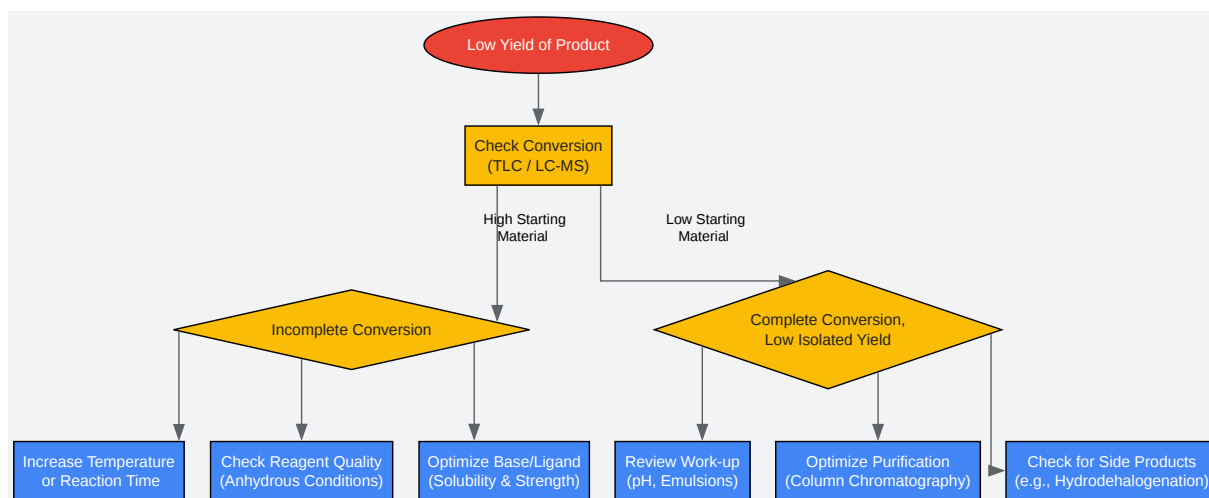 Low Yield of Product
Check Conversion
(TLC / LC-MS)
High Starting
Material
Low Starting
Material
Incomplete Conversion
Complete Conversion,
Low Isolated Yield
Increase Temperature
or Reaction Time
Check Reagent Quality
(Anhydrous Conditions)
Optimize Base/Ligand
(Solubility & Strength)
Review Work-up
(pH, Emulsions)
Optimize Purification
(Column Chromatography)
Check for Side Products
(e.g., Hydrodehalogenation)